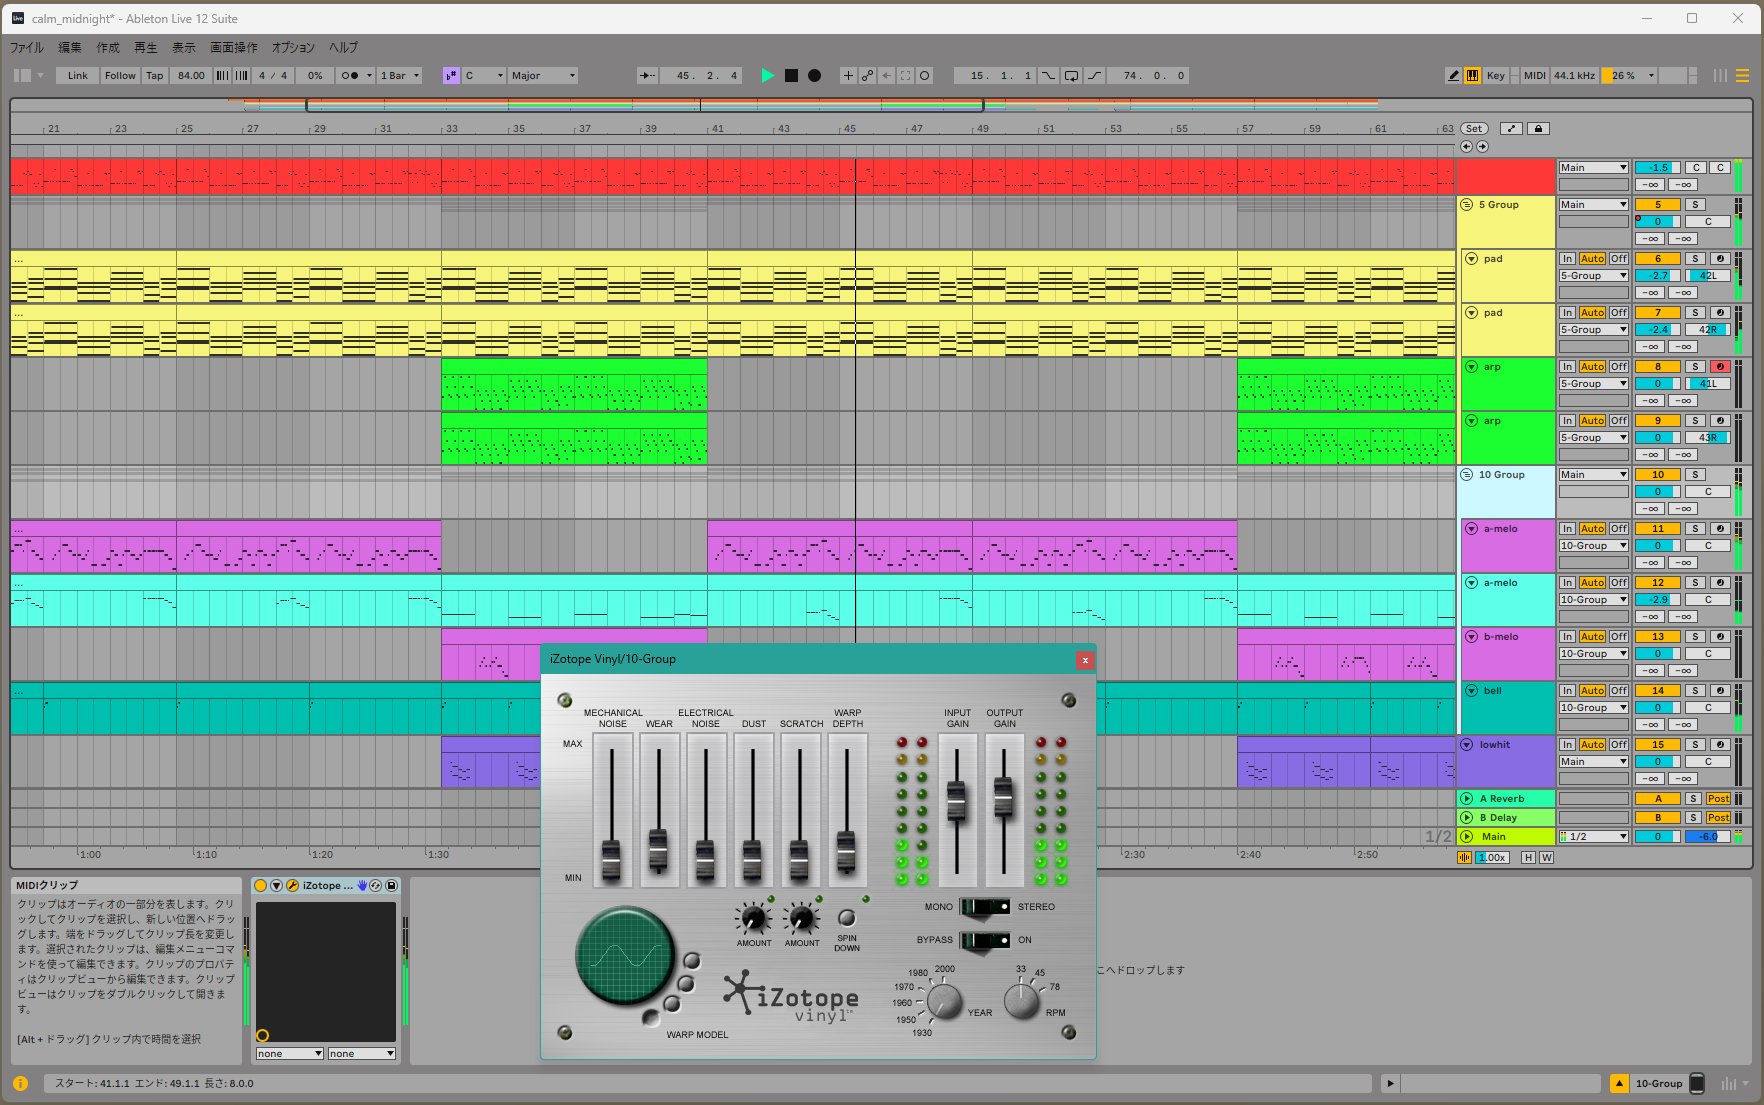 calm_midnight* - Ableton Live 12 Suite
ファイル 編集 作成 再生 表示 画面操作 オプション ヘルプ
Link Follow Tap 84.00 4 / 4 0% 1 Bar C Major 45. 2. 4 15. 1. 1 74. 0. 0 Key MIDI 44.1 kHz 26 %
21 23 25 27 29 31 33 35 37 39 41 43 45 47 49 51 53 55 57 59 61 63 Set
Main -1.5 C C
-∞ -∞
5 Group Main 5 S
0 C
-∞ -∞
... pad In Auto Off 6 S
5-Group -2.7 42L
-∞ -∞
... pad In Auto Off 7 S
5-Group -2.4 42R
-∞ -∞
arp In Auto Off 8 S
5-Group 0 41L
-∞ -∞
arp In Auto Off 9 S
5-Group 0 43R
-∞ -∞
10 Group Main 10 S
0 C
-∞ -∞
... a-melo In Auto Off 11 S
10-Group 0 C
-∞ -∞
... a-melo In Auto Off 12 S
10-Group -2.9 C
-∞ -∞
b-melo In Auto Off 13 S
10-Group 0 C
-∞ -∞
... bell In Auto Off 14 S
10-Group 0 C
-∞ -∞
lowhit In Auto Off 15 S
Main 0 C
-∞ -∞
A Reverb A S Post
B Delay B S Post
1/2 Main 1/2 0 -6.0
1:00 1:10 1:20 1:30 2:30 2:40 2:50 1.00x H W
iZotope Vinyl/10-Group x
MECHANICAL NOISE
WEAR
ELECTRICAL NOISE
DUST
SCRATCH
WARP DEPTH
INPUT GAIN
OUTPUT GAIN
MAX
MIN
AMOUNT
AMOUNT
SPIN DOWN
MONO STEREO
BYPASS ON
WARP MODEL
iZotope
vinyl
1930 1950 1960 1970 1980 2000 YEAR
33 45 78 RPM
MIDIクリップ
クリップはオーディオの一部分を表します。クリ
ックしてクリップを選択し、新しい位置へドラッ
グします。端をドラッグしてクリップ長を変更し
ます。選択されたクリップは、編集メニューコマ
ンドを使って編集できます。クリップのプロパテ
ィはクリップビューから編集できます。クリップ
ビューはクリップをダブルクリックして開きま
す。
[Alt + ドラッグ] クリップ内で時間を選択
iZotope ...
none none
こへドロップします
スタート: 41.1.1 エンド: 49.1.1 長さ: 8.0.0
10-Group